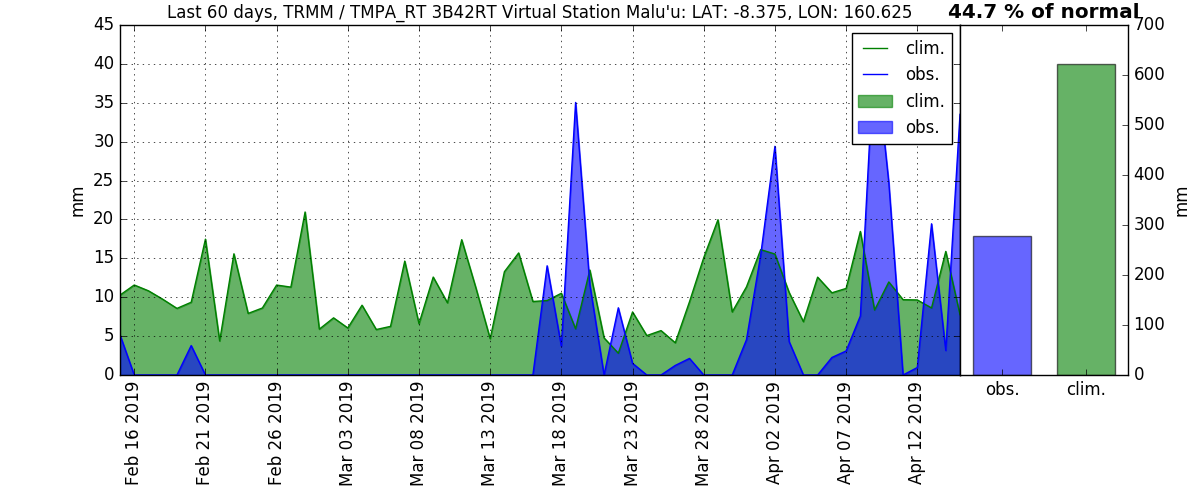 Last 60 days, TRMM / TMPA_RT 3B42RT Virtual Station Malu'u: LAT: -8.375, LON: 160.625
44.7 % of normal
45
40
35
30
25
20
15
10
5
0
mm
Feb 16 2019
Feb 21 2019
Feb 26 2019
Mar 03 2019
Mar 08 2019
Mar 13 2019
Mar 18 2019
Mar 23 2019
Mar 28 2019
Apr 02 2019
Apr 07 2019
Apr 12 2019
clim.
obs.
clim.
obs.
700
600
500
400
300
200
100
0
mm
obs.
clim.